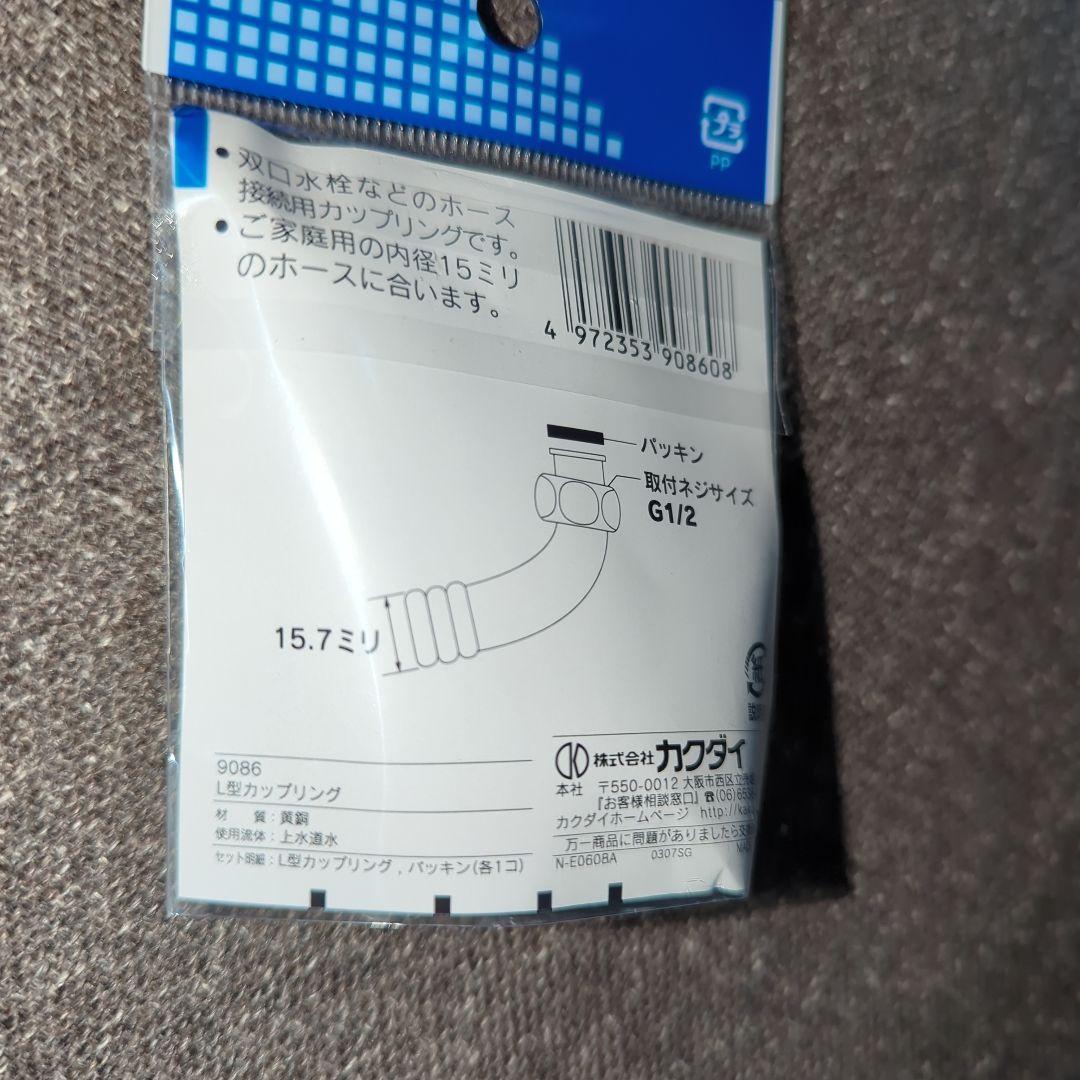 プラ
PP
• 双口水栓などのホース
接続用カップリングです。
• ご家庭用の内径15ミリ
のホースに合います。
4 972353 908608
パッキン
取付ネジサイズ
G1/2
15.7ミリ
9086
L型カップリング
材　質：黄銅
使用流体：上水道水
セット明細：L型カップリング，パッキン(各1コ)
株式会社カクダイ
本社 〒550-0012 大阪市西区立
『お客様相談窓口』☎(06)653
カクダイホームページ http://ka
万一商品に問題がありましたら
N-E0608A 0307SG